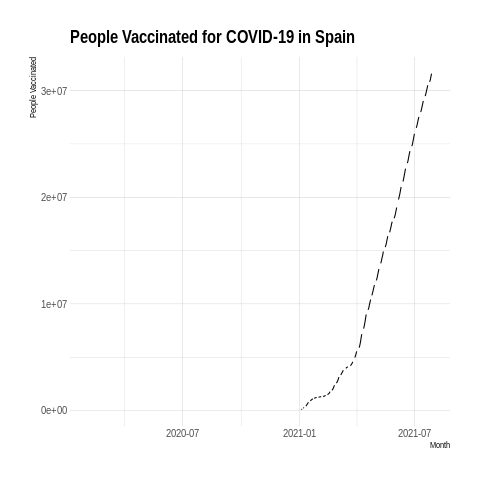 People Vaccinated for COVID-19 in Spain
People Vaccinated
3e+07
2e+07
1e+07
0e+00
2020-07 2021-01 2021-07
Month